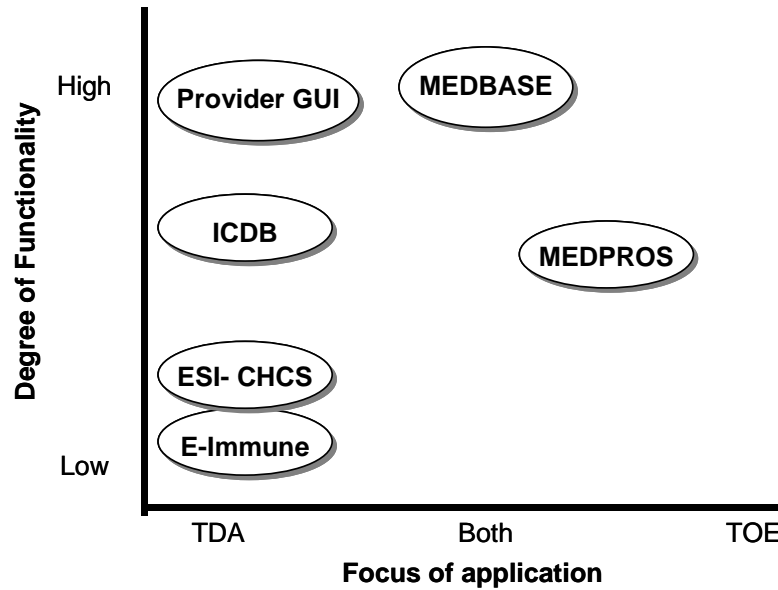 High
Provider GUI
MEDBASE
Degree of Functionality
ICDB
MEDPROS
ESI- CHCS
E-Immune
Low
TDA
Both
TOE
Focus of application